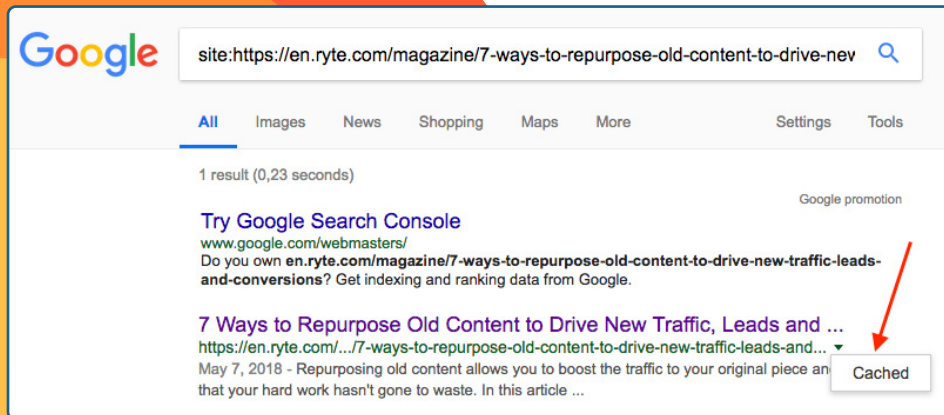 Google
site:https://en.ryte.com/magazine/7-ways-to-repurpose-old-content-to-drive-new
All Images News Shopping Maps More Settings Tools
1 result (0,23 seconds)
Google promotion
Try Google Search Console
www.google.com/webmasters/
Do you own en.ryte.com/magazine/7-ways-to-repurpose-old-content-to-drive-new-traffic-leads-
and-conversions? Get indexing and ranking data from Google.
7 Ways to Repurpose Old Content to Drive New Traffic, Leads and ...
https://en.ryte.com/.../7-ways-to-repurpose-old-content-to-drive-new-traffic-leads-and...
May 7, 2018 - Repurposing old content allows you to boost the traffic to your original piece an
Cached
that your hard work hasn't gone to waste. In this article ...